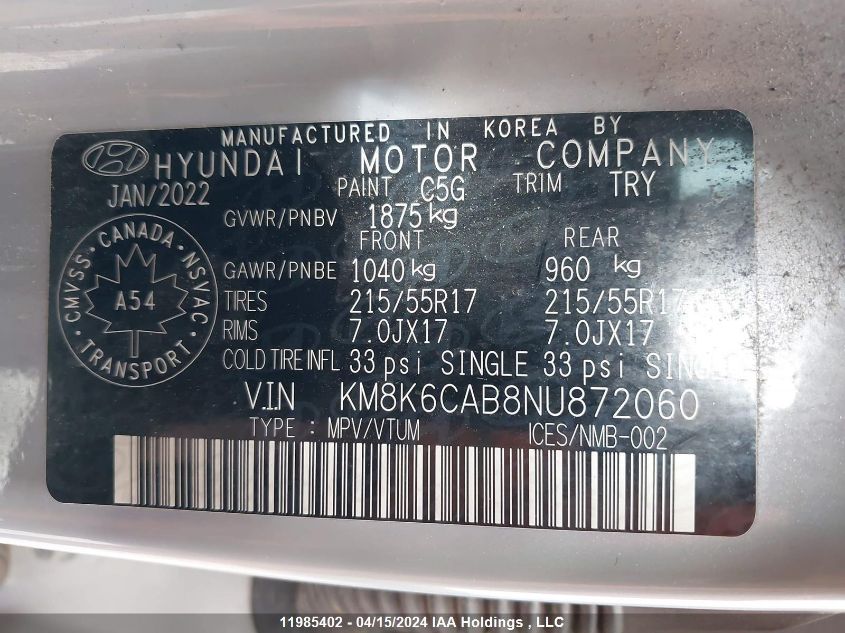 MANUFACTURED IN KOREA BY
HYUNDAI MOTOR COMPANY
JAN/2022 PAINT C5G TRIM TRY
GVWR/PNBV 1875 kg
FRONT REAR
GAWR/PNBE 1040 kg 960 kg
TIRES 215/55R17 215/55R17
RIMS 7.0JX17 7.0JX17
COLD TIRE INFL 33 psi SINGLE 33 psi SING
CMVSS · CANADA · NSVAC · TRANSPORT ·
A54
V.I.N KM8K6CAB8NU872060
TYPE : MPV/VTUM ICES/NMB-002
11985402 - 04/15/2024 IAA Holdings , LLC